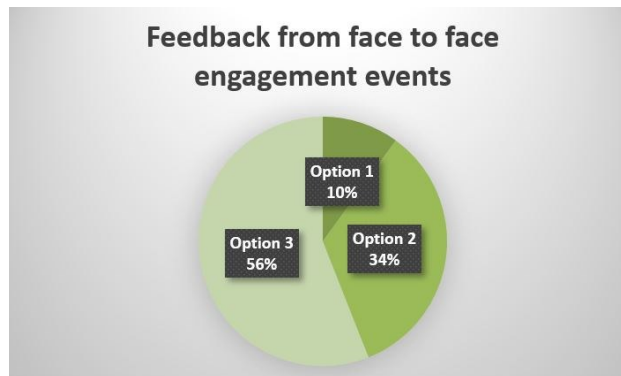 Feedback from face to face
engagement events
Option 1
10%
Option 2
34%
Option 3
56%